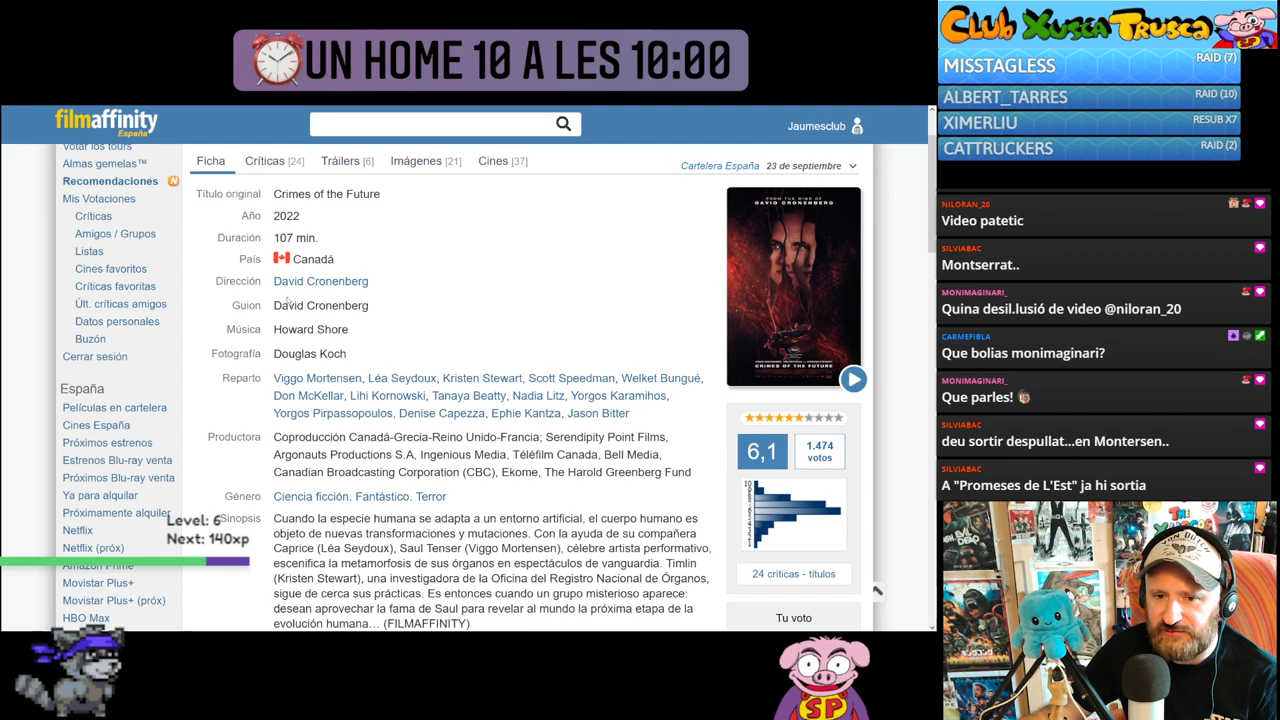 ⏰UN HOME 10 A LES 10:00
Club Xusca Trusca
SP
MISSTAGLESS RAID (7)
ALBERT_TARRES RAID (10)
XIMERLIU RESUB X7
CATTRUCKERS RAID (2)
filmaffinity
España
Jaumesclub
Votar los tours
Almas gemelas™
Recomendaciones N
Mis Votaciones
Críticas
Amigos / Grupos
Listas
Cines favoritos
Críticas favoritas
Últ. críticas amigos
Datos personales
Buzón
Cerrar sesión
España
Películas en cartelera
Cines España
Próximos estrenos
Estrenos Blu-ray venta
Próximos Blu-ray venta
Ya para alquilar
Próximamente alquiler
Netflix
Netflix (próx)
Amazon Prime
Movistar Plus+
Movistar Plus+ (próx)
HBO Max
Level: 6
Next: 140xp
Ficha Críticas [24] Tráilers [6] Imágenes [21] Cines [37]
Cartelera España 23 de septiembre
Título original Crimes of the Future
Año 2022
Duración 107 min.
País Canadá
Dirección David Cronenberg
Guion David Cronenberg
Música Howard Shore
Fotografía Douglas Koch
Reparto Viggo Mortensen, Léa Seydoux, Kristen Stewart, Scott Speedman, Welket Bungué,
Don McKellar, Lihi Kornowski, Tanaya Beatty, Nadia Litz, Yorgos Karamihos,
Yorgos Pirpassopoulos, Denise Capezza, Ephie Kantza, Jason Bitter
Productora Coproducción Canadá-Grecia-Reino Unido-Francia; Serendipity Point Films,
Argonauts Productions S.A, Ingenious Media, Téléfilm Canada, Bell Media,
Canadian Broadcasting Corporation (CBC), Ekome, The Harold Greenberg Fund
Género Ciencia ficción. Fantástico. Terror
Sinopsis Cuando la especie humana se adapta a un entorno artificial, el cuerpo humano es
objeto de nuevas transformaciones y mutaciones. Con la ayuda de su compañera
Caprice (Léa Seydoux), Saul Tenser (Viggo Mortensen), célebre artista performativo,
escenifica la metamorfosis de sus órganos en espectáculos de vanguardia. Timlin
(Kristen Stewart), una investigadora de la Oficina del Registro Nacional de Órganos,
sigue de cerca sus prácticas. Es entonces cuando un grupo misterioso aparece:
desean aprovechar la fama de Saul para revelar al mundo la próxima etapa de la
evolución humana… (FILMAFFINITY)
FROM THE MIND OF
DAVID CRONENBERG
CRIMES OF THE FUTURE
6,1
1.474
votos
10
24 críticas - títulos
Tu voto
NILORAN_20
Video patetic
SILVIABAC
Montserrat..
MONIMAGINARI_
Quina desil.lusió de video @niloran_20
CARMEFIBLA
Que bolias monimaginari?
MONIMAGINARI_
Que parles!
SILVIABAC
deu sortir despullat...en Montersen..
SILVIABAC
A "Promeses de L'Est" ja hi sortia
VON DUTCH
SP